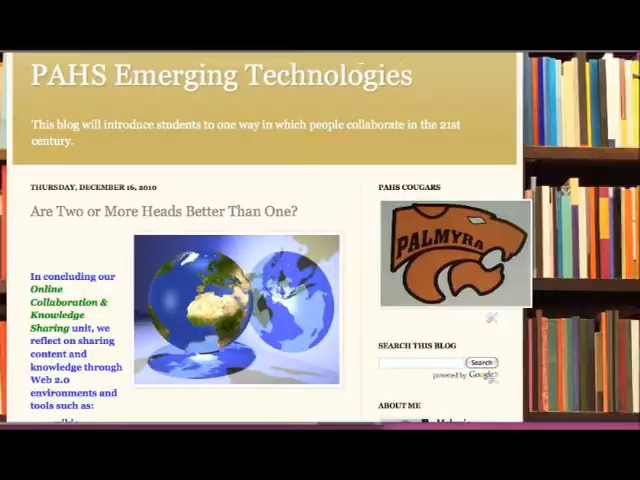 PAHS Emerging Technologies
This blog will introduce students to one way in which people collaborate in the 21st
century.
THURSDAY, DECEMBER 16, 2010
Are Two or More Heads Better Than One?
In concluding our
Online
Collaboration &
Knowledge
Sharing unit, we
reflect on sharing
content and
knowledge through
Web 2.0
environments and
tools such as:
PAHS COUGARS
PALMYRA
SEARCH THIS BLOG
Search
powered by Google
ABOUT ME